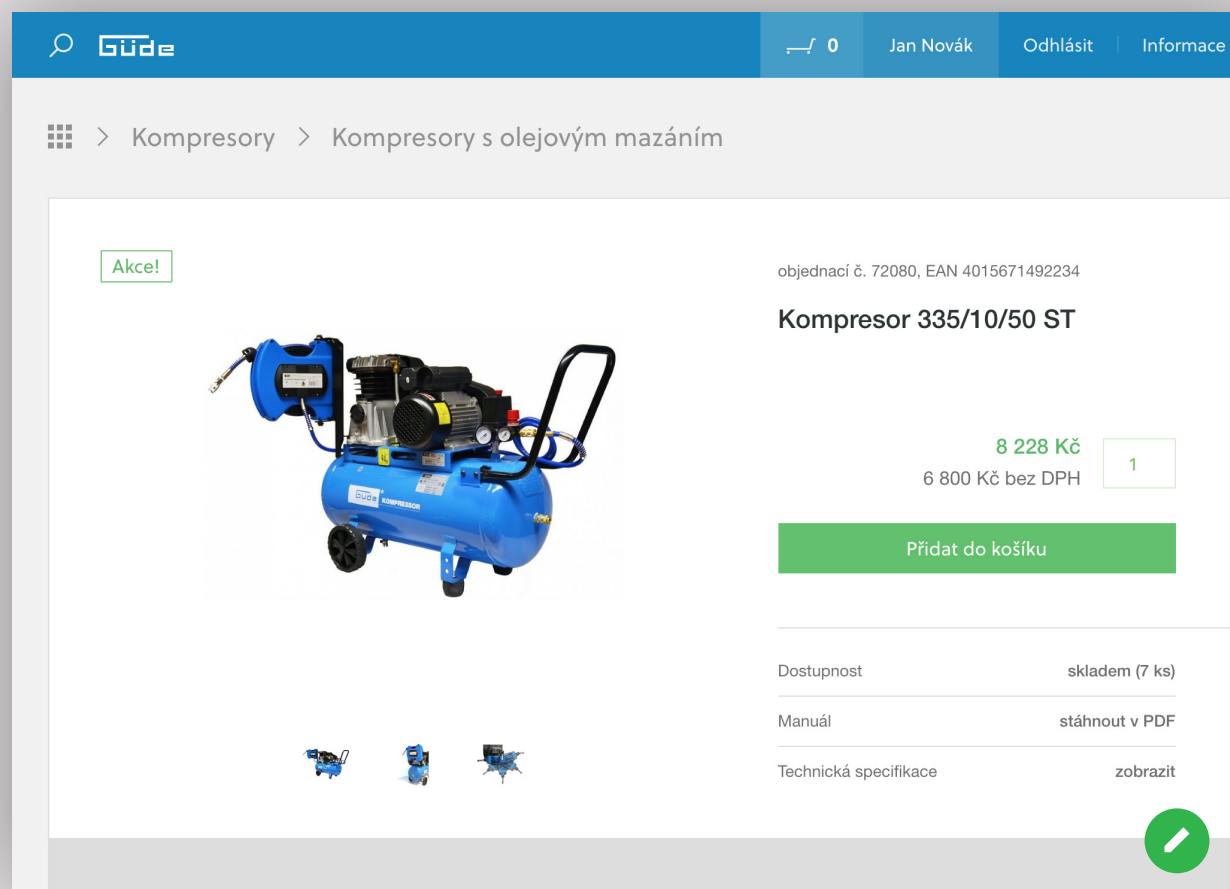 Güde
0
Jan Novák
Odhlásit
Informace
Kompresory
Kompresory s olejovým mazáním
Akce!
objednací č. 72080, EAN 4015671492234
Kompresor 335/10/50 ST
8 228 Kč
6 800 Kč bez DPH
1
Přidat do košíku
Güde
KOMPRESSOR
Dostupnost
skladem (7 ks)
Manuál
stáhnout v PDF
Technická specifikace
zobrazit